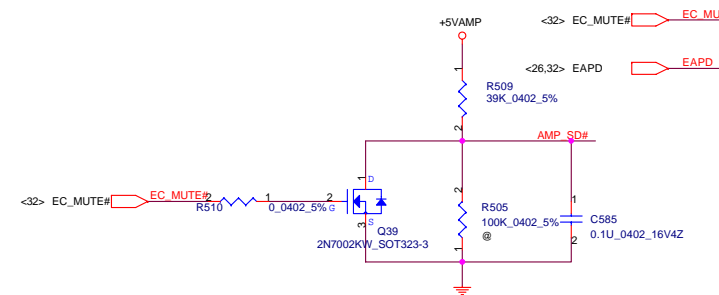 <32> EC_MUTE# EC_MU
+5VAMP
<26,32> EAPD EAPD
1
R509
39K_0402_5%
2
AMP_SD#
1 D
2
1
<32> EC_MUTE# EC_MUTE# 2 1 2 G
R510 0_0402_5%
R505
100K_0402_5%
@
C585
0.1U_0402_16V4Z
3 S
Q39
2N7002KW_SOT323-3
1
2